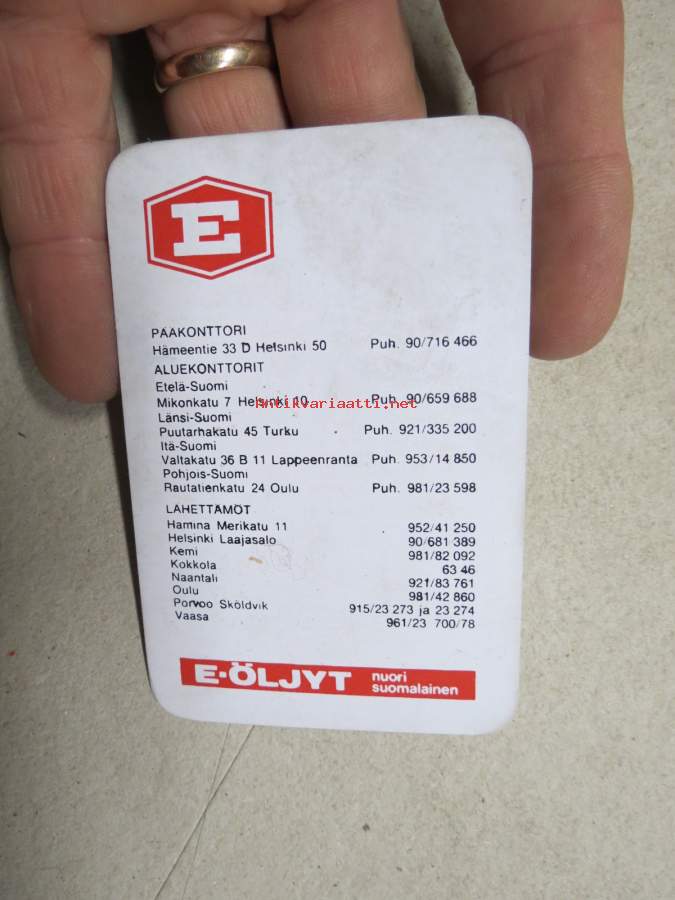 E
PÄÄKONTTORI
Hämeentie 33 D Helsinki 50 Puh. 90/716 466
ALUEKONTTORIT
Etelä-Suomi
Mikonkatu 7 Helsinki 10 Puh. 90/659 688
Antikvariaatti.net
Länsi-Suomi
Puutarhakatu 45 Turku Puh. 921/335 200
Itä-Suomi
Valtakatu 36 B 11 Lappeenranta Puh. 953/14 850
Pohjois-Suomi
Rautatienkatu 24 Oulu Puh. 981/23 598
LÄHETTÄMÖT
Hamina Merikatu 11 952/41 250
Helsinki Laajasalo 90/681 389
Kemi 981/82 092
Kokkola 63 46
Naantali 921/83 761
Oulu 981/42 860
Porvoo Sköldvik 915/23 273 ja 23 274
Vaasa 961/23 700/78
E-ÖLJYT nuori
suomalainen